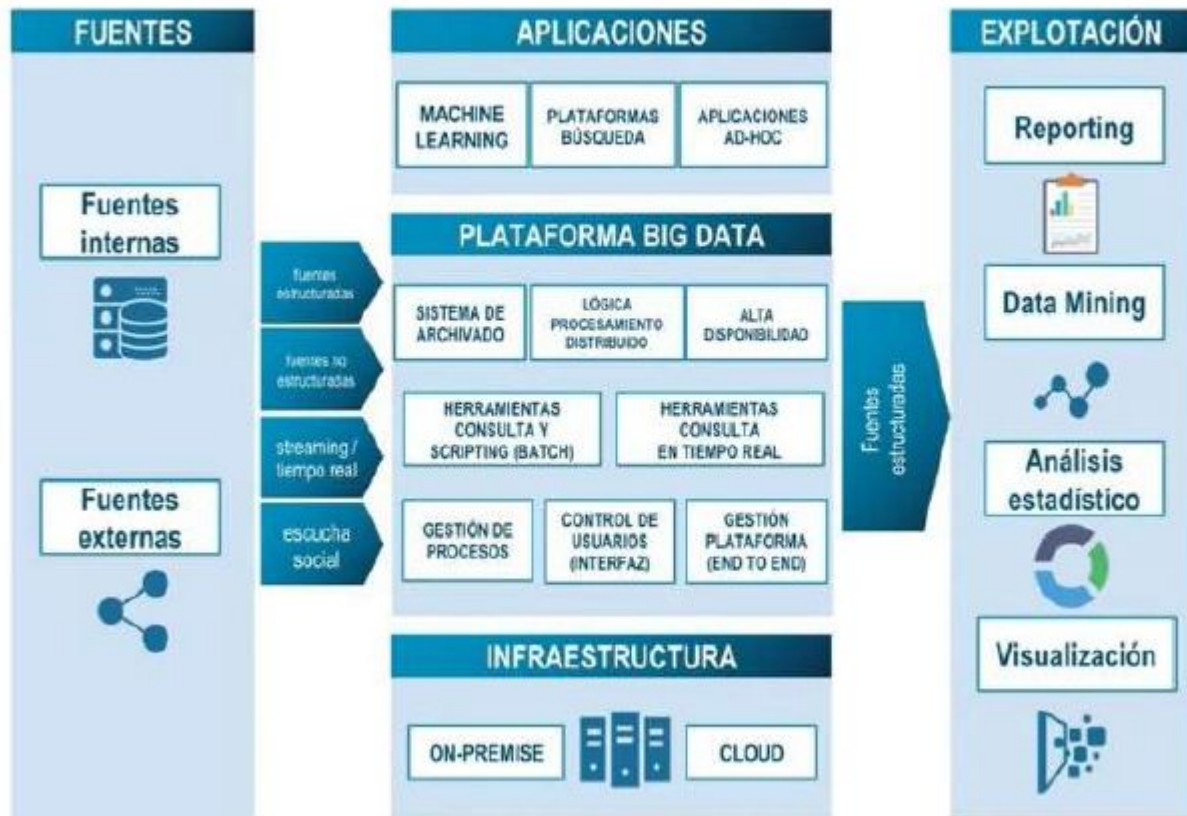 FUENTES
Fuentes
internas
Fuentes
externas
fuentes
estructuradas
fuentes no
estructuradas
streaming /
tiempo real
escucha
social
APLICACIONES
MACHINE
LEARNING
PLATAFORMAS
BÚSQUEDA
APLICACIONES
AD-HOC
PLATAFORMA BIG DATA
SISTEMA DE
ARCHIVADO
LÓGICA
PROCESAMIENTO
DISTRIBUIDO
ALTA
DISPONIBILIDAD
HERRAMIENTAS
CONSULTA Y
SCRIPTING (BATCH)
HERRAMIENTAS
CONSULTA
EN TIEMPO REAL
GESTIÓN DE
PROCESOS
CONTROL DE
USUARIOS
(INTERFAZ)
GESTIÓN
PLATAFORMA
(END TO END)
INFRAESTRUCTURA
ON-PREMISE
CLOUD
Fuentes
estructuradas
EXPLOTACIÓN
Reporting
Data Mining
Análisis
estadístico
Visualización